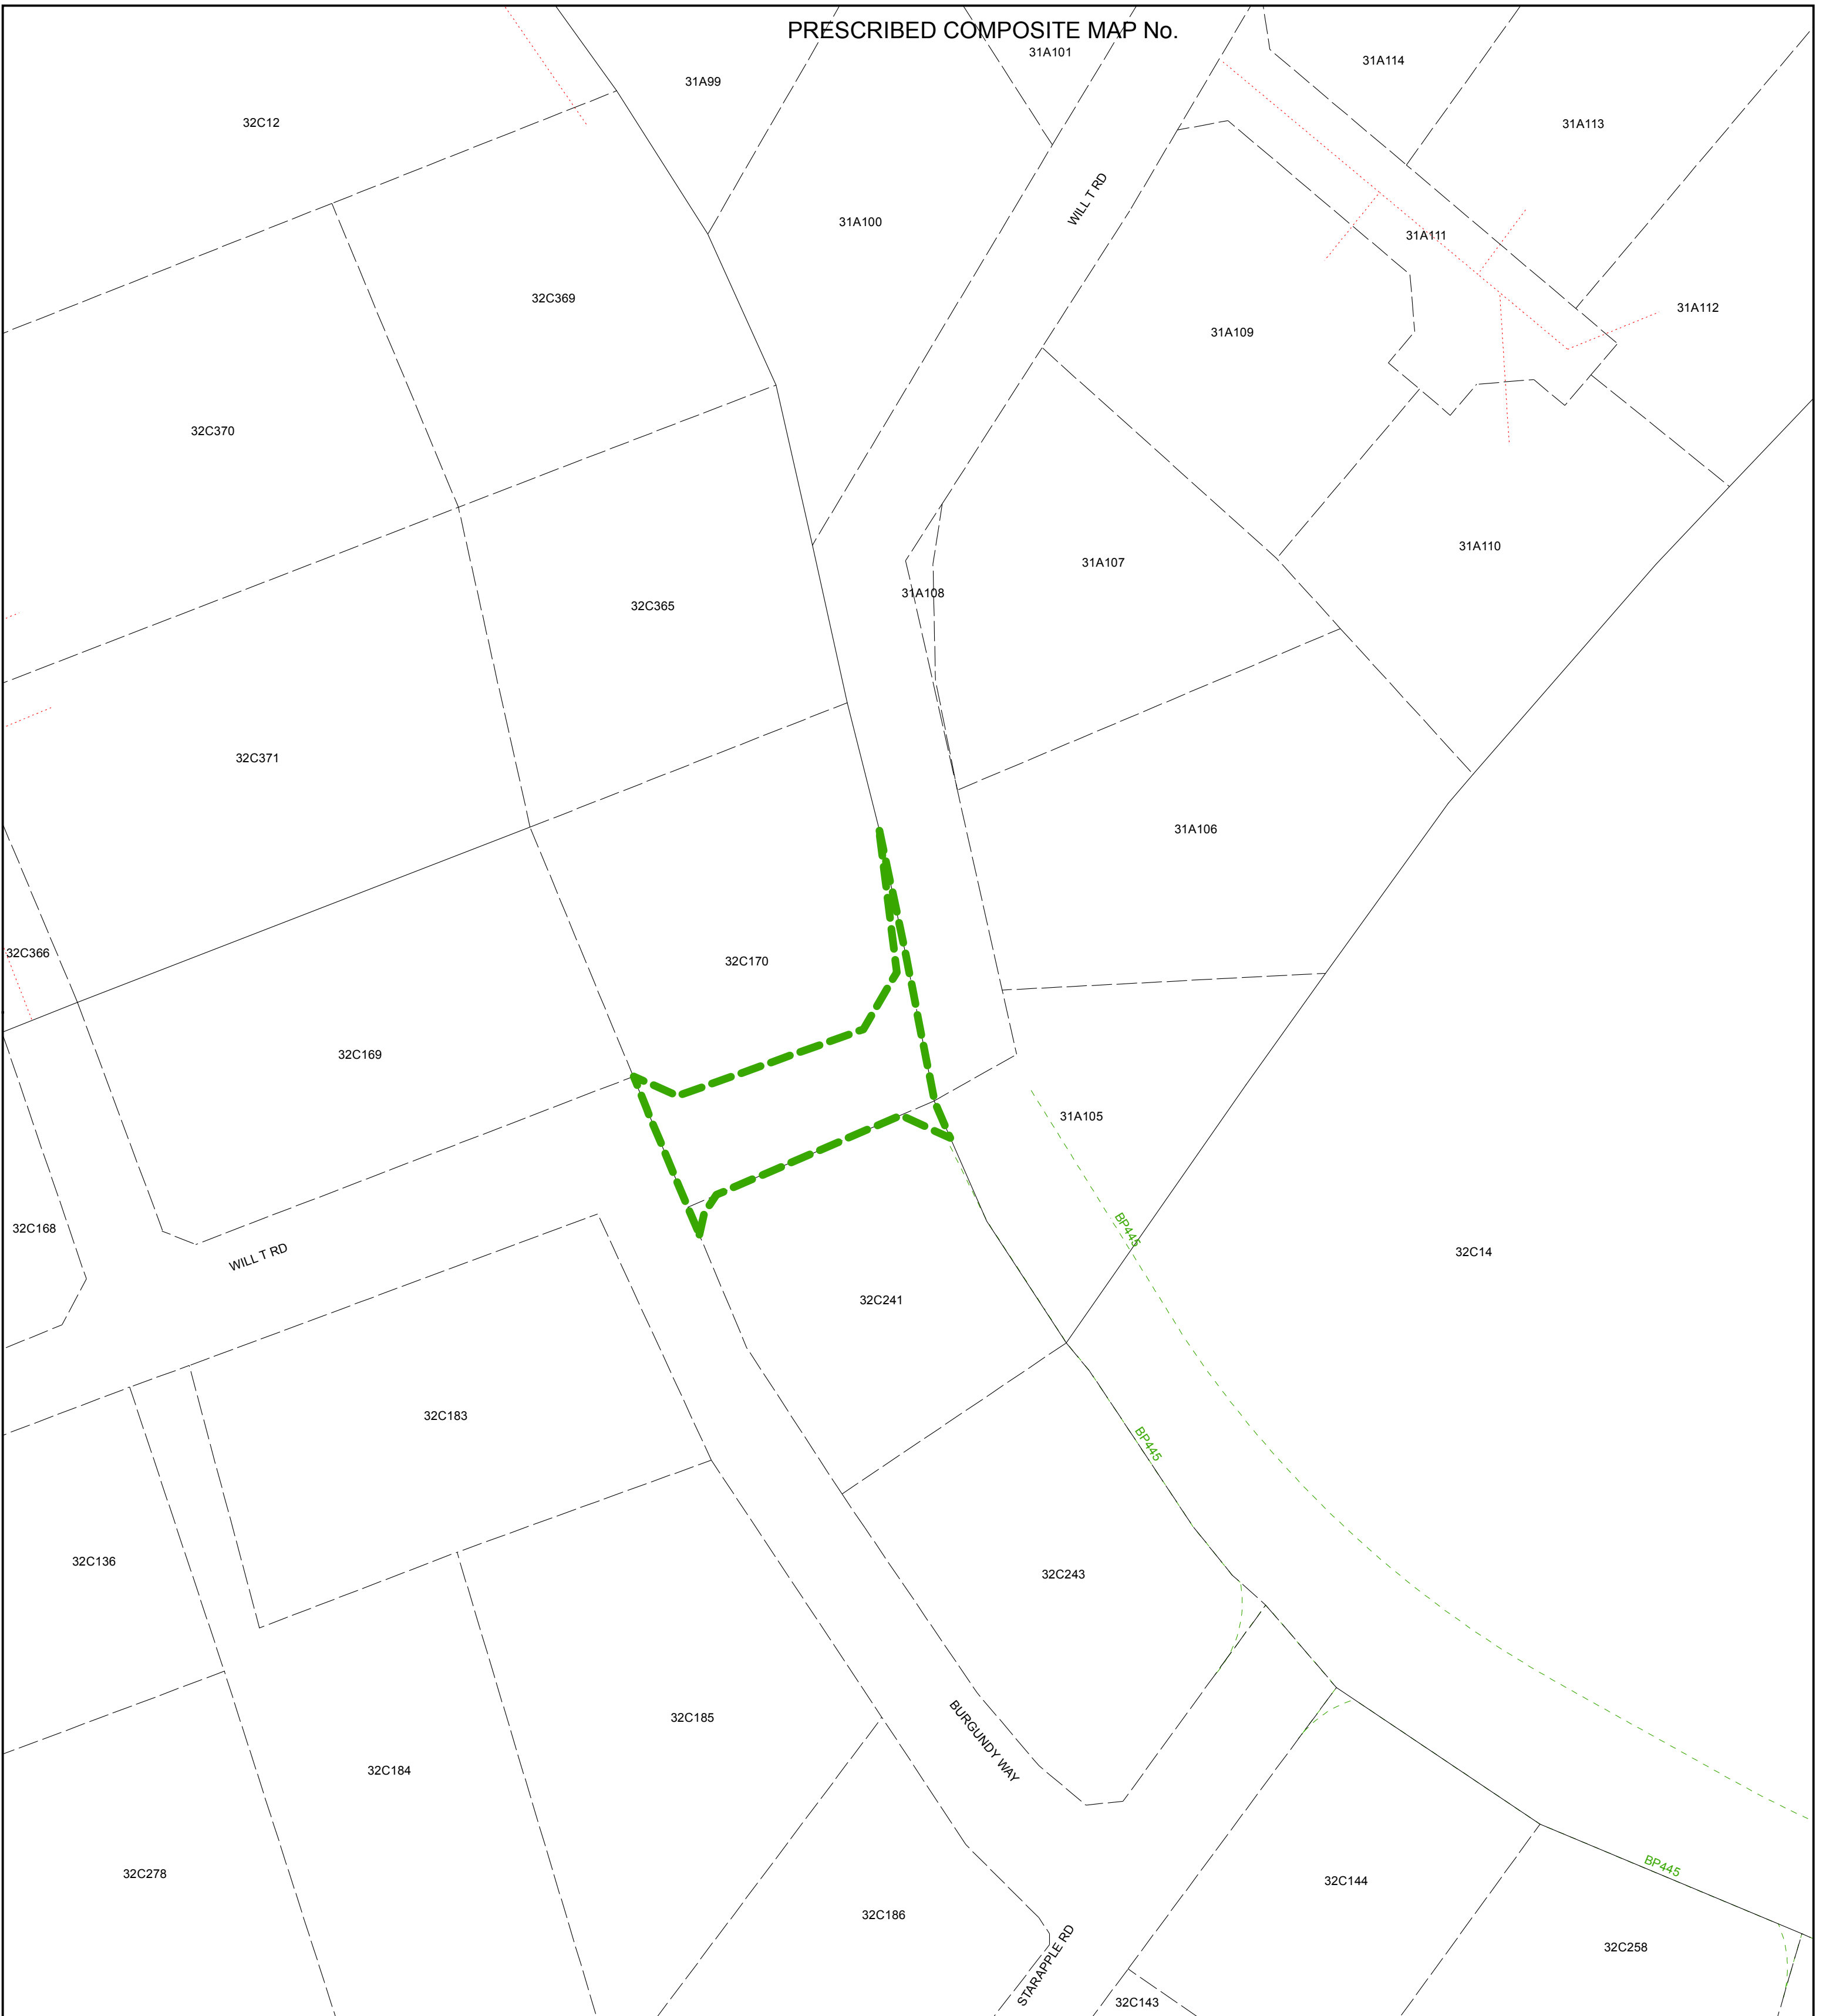 PRESCRIBED COMPOSITE MAP No.
31A101
31A114
31A99
32C12
31A113
WILL T RD
31A100
31A111
32C369
31A112
31A109
32C370
31A110
31A107
31A108
32C365
32C371
31A106
32C366
32C170
32C169
31A105
32C168
BP445
WILL T RD
32C14
32C241
32C183
BP445
32C136
32C243
32C185
BURGUNDY WAY
32C184
32C278
32C144
BP445
32C186
32C258
STARAPPLE RD
32C143